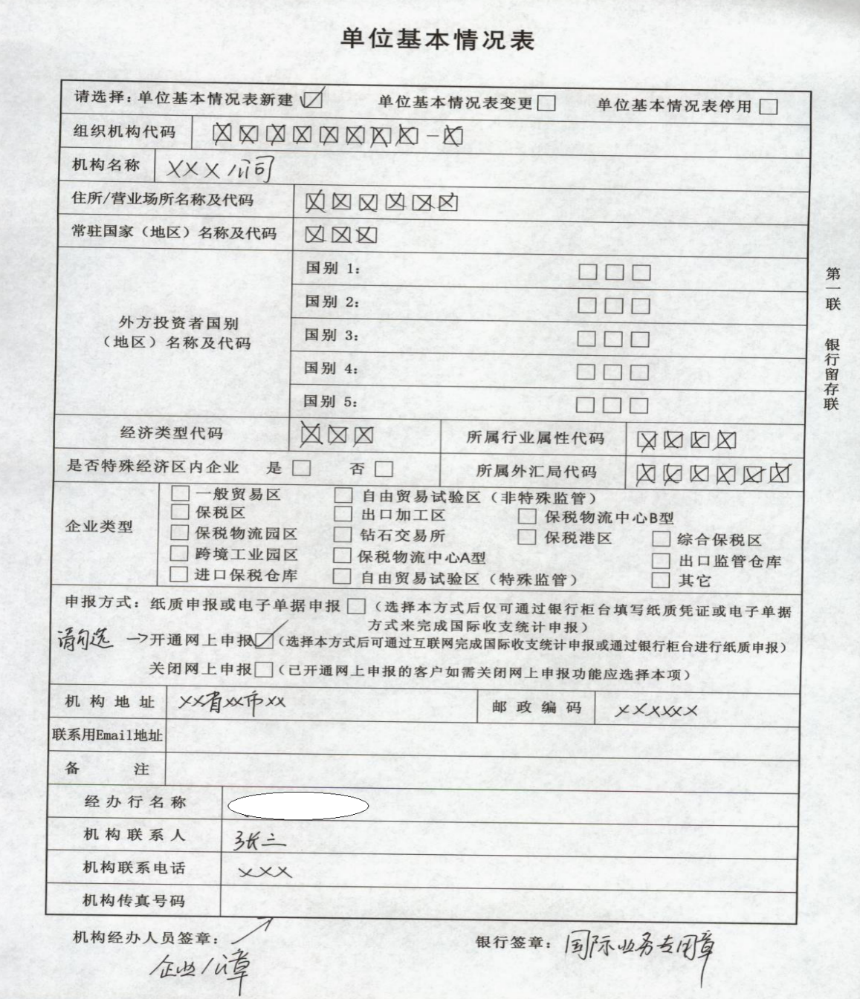 单位基本情况表
请选择：单位基本情况表新建☑ 单位基本情况表变更□ 单位基本情况表停用□
组织机构代码 ☒☒☒☒☒☒☒☒－☒
机构名称 XXX公司
住所/营业场所名称及代码 ☒☒☒☒☒☒
常驻国家（地区）名称及代码 ☒☒☒
外方投资者国别
（地区）名称及代码
国别 1： □□□
国别 2： □□□
国别 3： □□□
国别 4： □□□
国别 5： □□□
经济类型代码 ☒☒☒ 所属行业属性代码 ☒☒☒☒
是否特殊经济区内企业 是 □ 否 □ 所属外汇局代码 ☒☒☒☒☒☒
企业类型
□ 一般贸易区 □ 自由贸易试验区（非特殊监管）
□ 保税区 □ 出口加工区 □ 保税物流中心B型
□ 保税物流园区 □ 钻石交易所 □ 保税港区 □ 综合保税区
□ 跨境工业园区 □ 保税物流中心A型 □ 出口监管仓库
□ 进口保税仓库 □ 自由贸易试验区（特殊监管） □ 其它
申报方式：纸质申报或电子单据申报□（选择本方式后仅可通过银行柜台填写纸质凭证或电子单据
方式来完成国际收支统计申报）
请勾选 →开通网上申报☑（选择本方式后可通过互联网完成国际收支统计申报或通过银行柜台进行纸质申报）
关闭网上申报□（已开通网上申报的客户如需关闭网上申报功能应选择本项）
机构地址 XX省XX市XX 邮政编码 XXXXXX
联系用Email地址
备注
经办行名称
机构联系人 张三
机构联系电话 XXX
机构传真号码
机构经办人员签章： 银行签章：国际业务专用章
企业公章
第一联 银行留存联